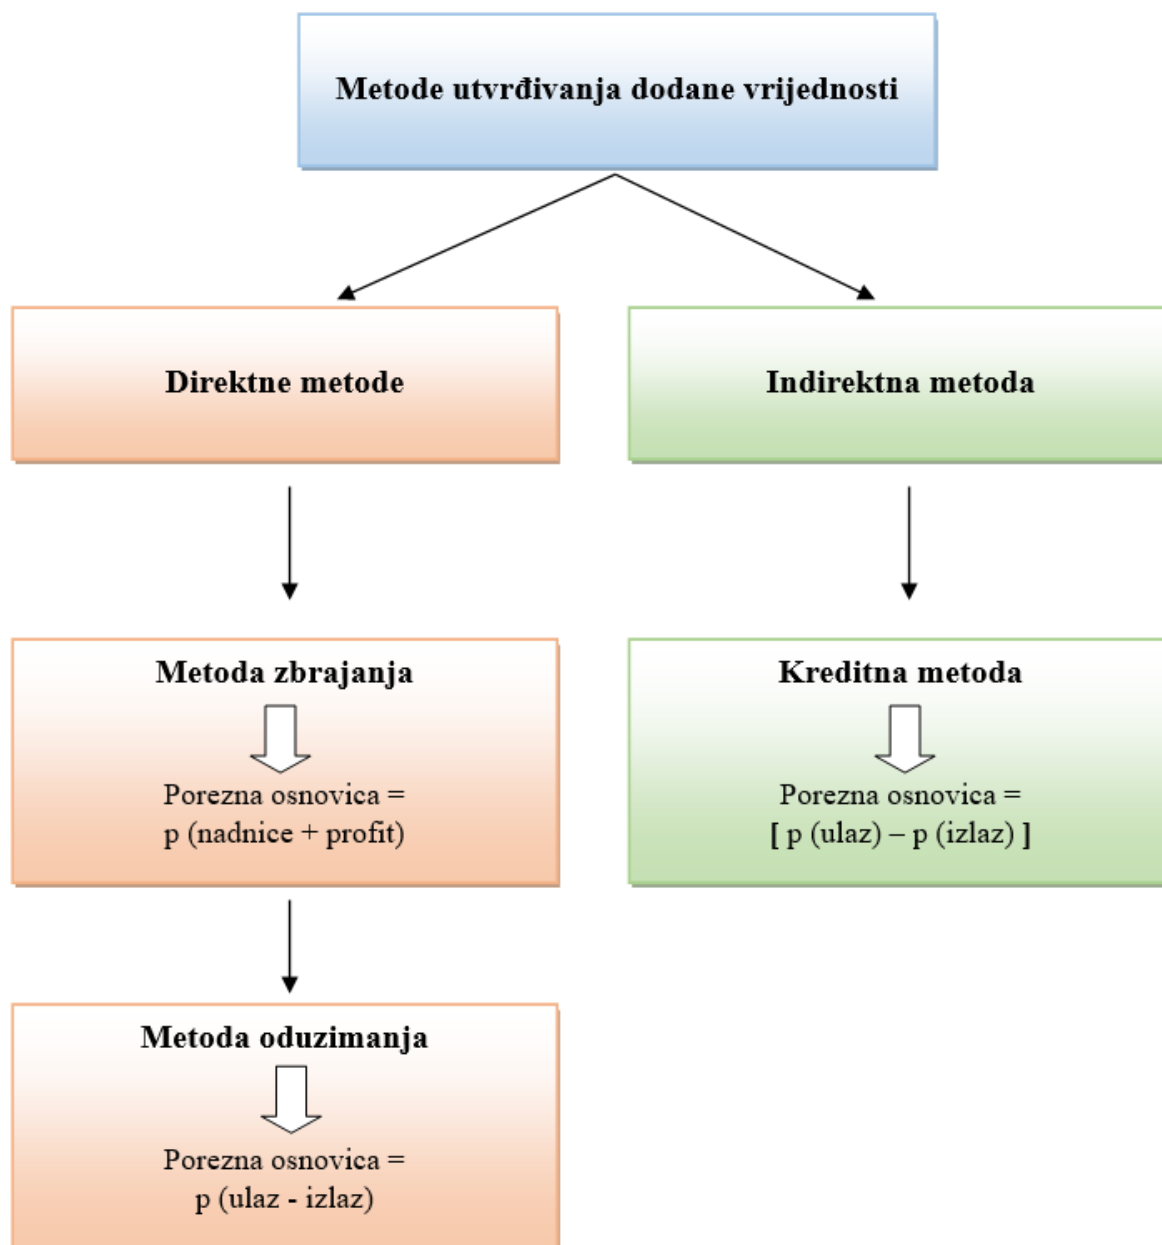 Metode utvrđivanja dodane vrijednosti
Direktne metode
Indirektna metoda
Metoda zbrajanja
Porezna osnovica =
p (nadnice + profit)
Kreditna metoda
Porezna osnovica =
[ p (ulaz) – p (izlaz) ]
Metoda oduzimanja
Porezna osnovica =
p (ulaz - izlaz)